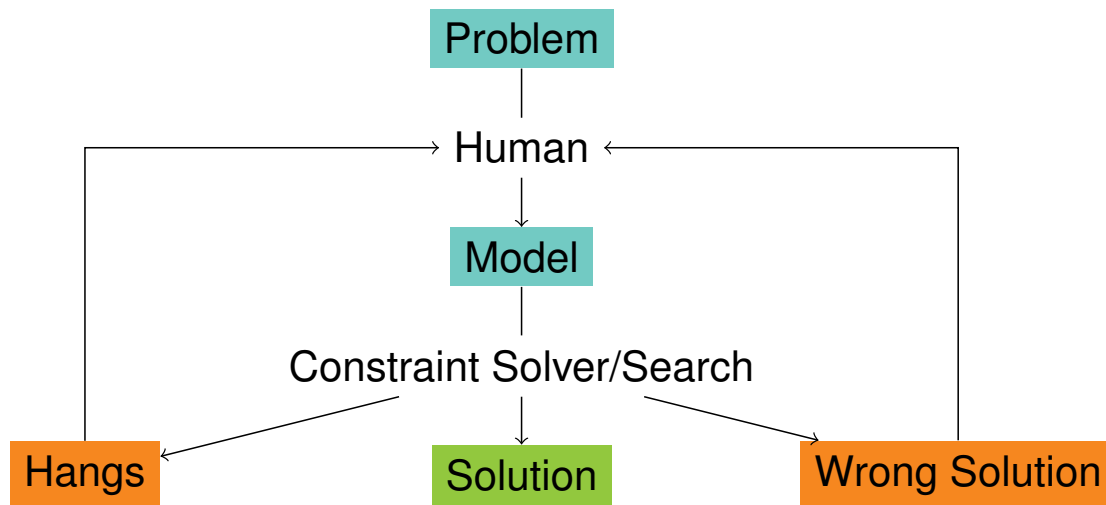 Problem
Human
Model
Constraint Solver/Search
Hangs
Solution
Wrong Solution